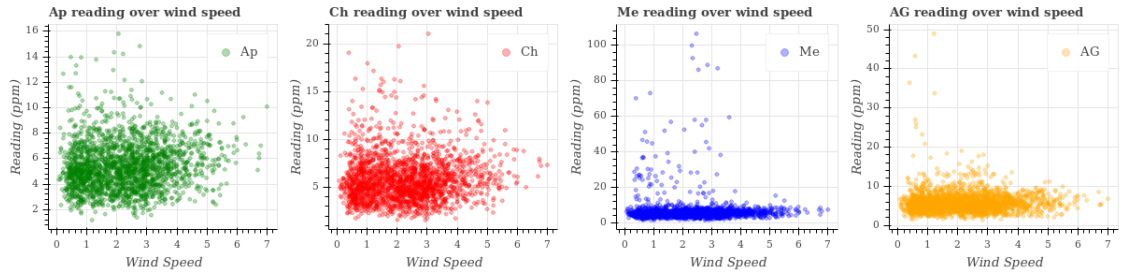 Ap reading over wind speed
Reading (ppm)
16
14
12
10
8
6
4
2
Ap
0 1 2 3 4 5 6 7
Wind Speed
Ch reading over wind speed
Reading (ppm)
20
15
10
5
Ch
0 1 2 3 4 5 6 7
Wind Speed
Me reading over wind speed
Reading (ppm)
100
80
60
40
20
0
Me
0 1 2 3 4 5 6 7
Wind Speed
AG reading over wind speed
Reading (ppm)
50
40
30
20
10
0
AG
0 1 2 3 4 5 6 7
Wind Speed